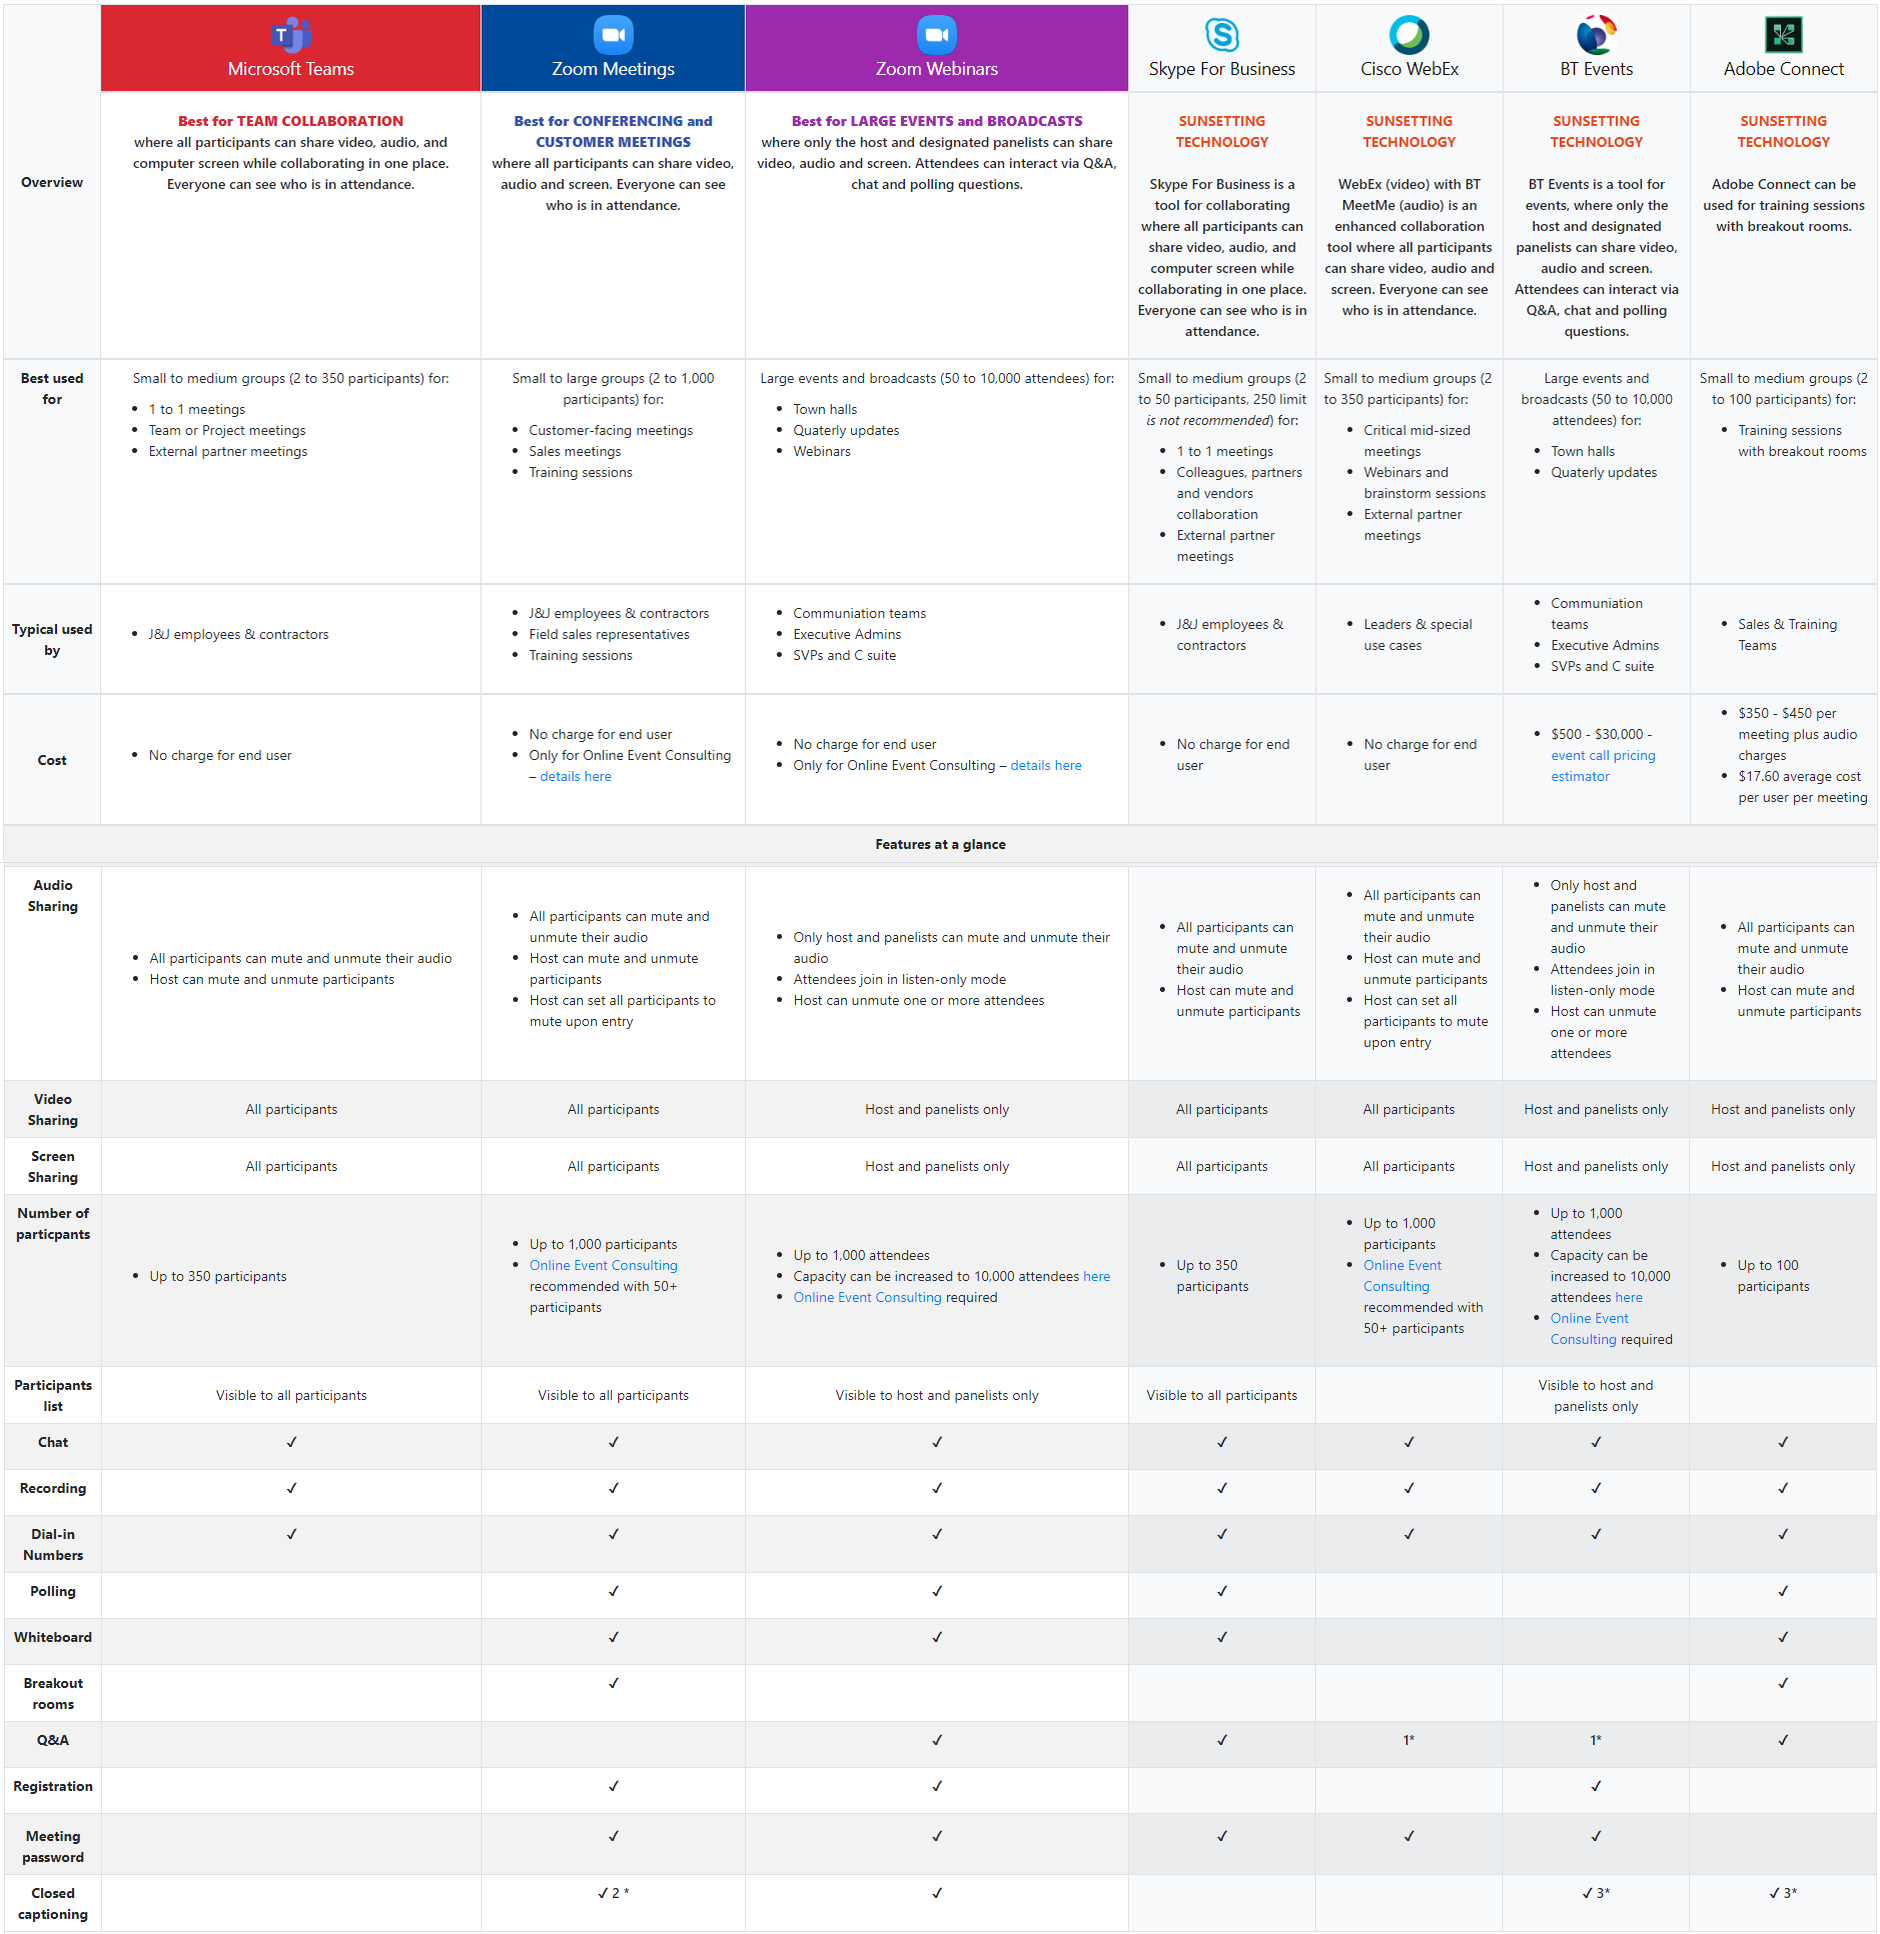 Microsoft Teams
Zoom Meetings
Zoom Webinars
Skype For Business
Cisco WebEx
BT Events
Adobe Connect
Overview
Best for TEAM COLLABORATION
where all participants can share video, audio, and
computer screen while collaborating in one place.
Everyone can see who is in attendance.
Best for CONFERENCING and
CUSTOMER MEETINGS
where all participants can share video,
audio and screen. Everyone can see
who is in attendance.
Best for LARGE EVENTS and BROADCASTS
where only the host and designated panelists can share
video, audio and screen. Attendees can interact via Q&A,
chat and polling questions.
SUNSETTING
TECHNOLOGY
Skype For Business is a
tool for collaborating
where all participants can
share video, audio, and
computer screen while
collaborating in one place.
Everyone can see who is in
attendance.
SUNSETTING
TECHNOLOGY
WebEx (video) with BT
MeetMe (audio) is an
enhanced collaboration
tool where all participants
can share video, audio and
screen. Everyone can see
who is in attendance.
SUNSETTING
TECHNOLOGY
BT Events is a tool for
events, where only the
host and designated
panelists can share video,
audio and screen.
Attendees can interact via
Q&A, chat and polling
questions.
SUNSETTING
TECHNOLOGY
Adobe Connect can be
used for training sessions
with breakout rooms.
Best used
for
Small to medium groups (2 to 350 participants) for:
• 1 to 1 meetings
• Team or Project meetings
• External partner meetings
Small to large groups (2 to 1,000
participants) for:
• Customer-facing meetings
• Sales meetings
• Training sessions
Large events and broadcasts (50 to 10,000 attendees) for:
• Town halls
• Quaterly updates
• Webinars
Small to medium groups (2
to 50 participants, 250 limit
is not recommended) for:
• 1 to 1 meetings
• Colleagues, partners
and vendors
collaboration
• External partner
meetings
Small to medium groups (2
to 350 participants) for:
• Critical mid-sized
meetings
• Webinars and
brainstorm sessions
• External partner
meetings
Large events and
broadcasts (50 to 10,000
attendees) for:
• Town halls
• Quaterly updates
Small to medium groups (2
to 100 participants) for:
• Training sessions
with breakout rooms
Typical used
by
• J&J employees & contractors
• J&J employees & contractors
• Field sales representatives
• Training sessions
• Communiation teams
• Executive Admins
• SVPs and C suite
• J&J employees &
contractors
• Leaders & special
use cases
• Communiation
teams
• Executive Admins
• SVPs and C suite
• Sales & Training
Teams
Cost
• No charge for end user
• No charge for end user
• Only for Online Event Consulting
– details here
• No charge for end user
• Only for Online Event Consulting – details here
• No charge for end
user
• No charge for end
user
• $500 - $30,000 -
event call pricing
estimator
• $350 - $450 per
meeting plus audio
charges
• $17.60 average cost
per user per meeting
Features at a glance
Audio
Sharing
• All participants can mute and unmute their audio
• Host can mute and unmute participants
• All participants can mute and
unmute their audio
• Host can mute and unmute
participants
• Host can set all participants to
mute upon entry
• Only host and panelists can mute and unmute their
audio
• Attendees join in listen-only mode
• Host can unmute one or more attendees
• All participants can
mute and unmute
their audio
• Host can mute and
unmute participants
• All participants can
mute and unmute
their audio
• Host can mute and
unmute participants
• Host can set all
participants to mute
upon entry
• Only host and
panelists can mute
and unmute their
audio
• Attendees join in
listen-only mode
• Host can unmute
one or more
attendees
• All participants can
mute and unmute
their audio
• Host can mute and
unmute participants
Video
Sharing
All participants
All participants
Host and panelists only
All participants
All participants
Host and panelists only
Host and panelists only
Screen
Sharing
All participants
All participants
Host and panelists only
All participants
All participants
Host and panelists only
Host and panelists only
Number of
particpants
• Up to 350 participants
• Up to 1,000 participants
• Online Event Consulting
recommended with 50+
participants
• Up to 1,000 attendees
• Capacity can be increased to 10,000 attendees here
• Online Event Consulting required
• Up to 350
participants
• Up to 1,000
participants
• Online Event
Consulting
recommended with
50+ participants
• Up to 1,000
attendees
• Capacity can be
increased to 10,000
attendees here
• Online Event
Consulting required
• Up to 100
participants
Participants
list
Visible to all participants
Visible to all participants
Visible to host and panelists only
Visible to all participants
Visible to host and
panelists only
Chat
✓ ✓ ✓ ✓ ✓ ✓ ✓
Recording
✓ ✓ ✓ ✓ ✓ ✓ ✓
Dial-in
Numbers
✓ ✓ ✓ ✓ ✓ ✓ ✓
Polling
✓ ✓ ✓ ✓
Whiteboard
✓ ✓ ✓ ✓
Breakout
rooms
✓ ✓
Q&A
✓ ✓ 1* 1* ✓
Registration
✓ ✓ ✓
Meeting
password
✓ ✓ ✓ ✓ ✓
Closed
captioning
✓ 2 * ✓ ✓ 3* ✓ 3*